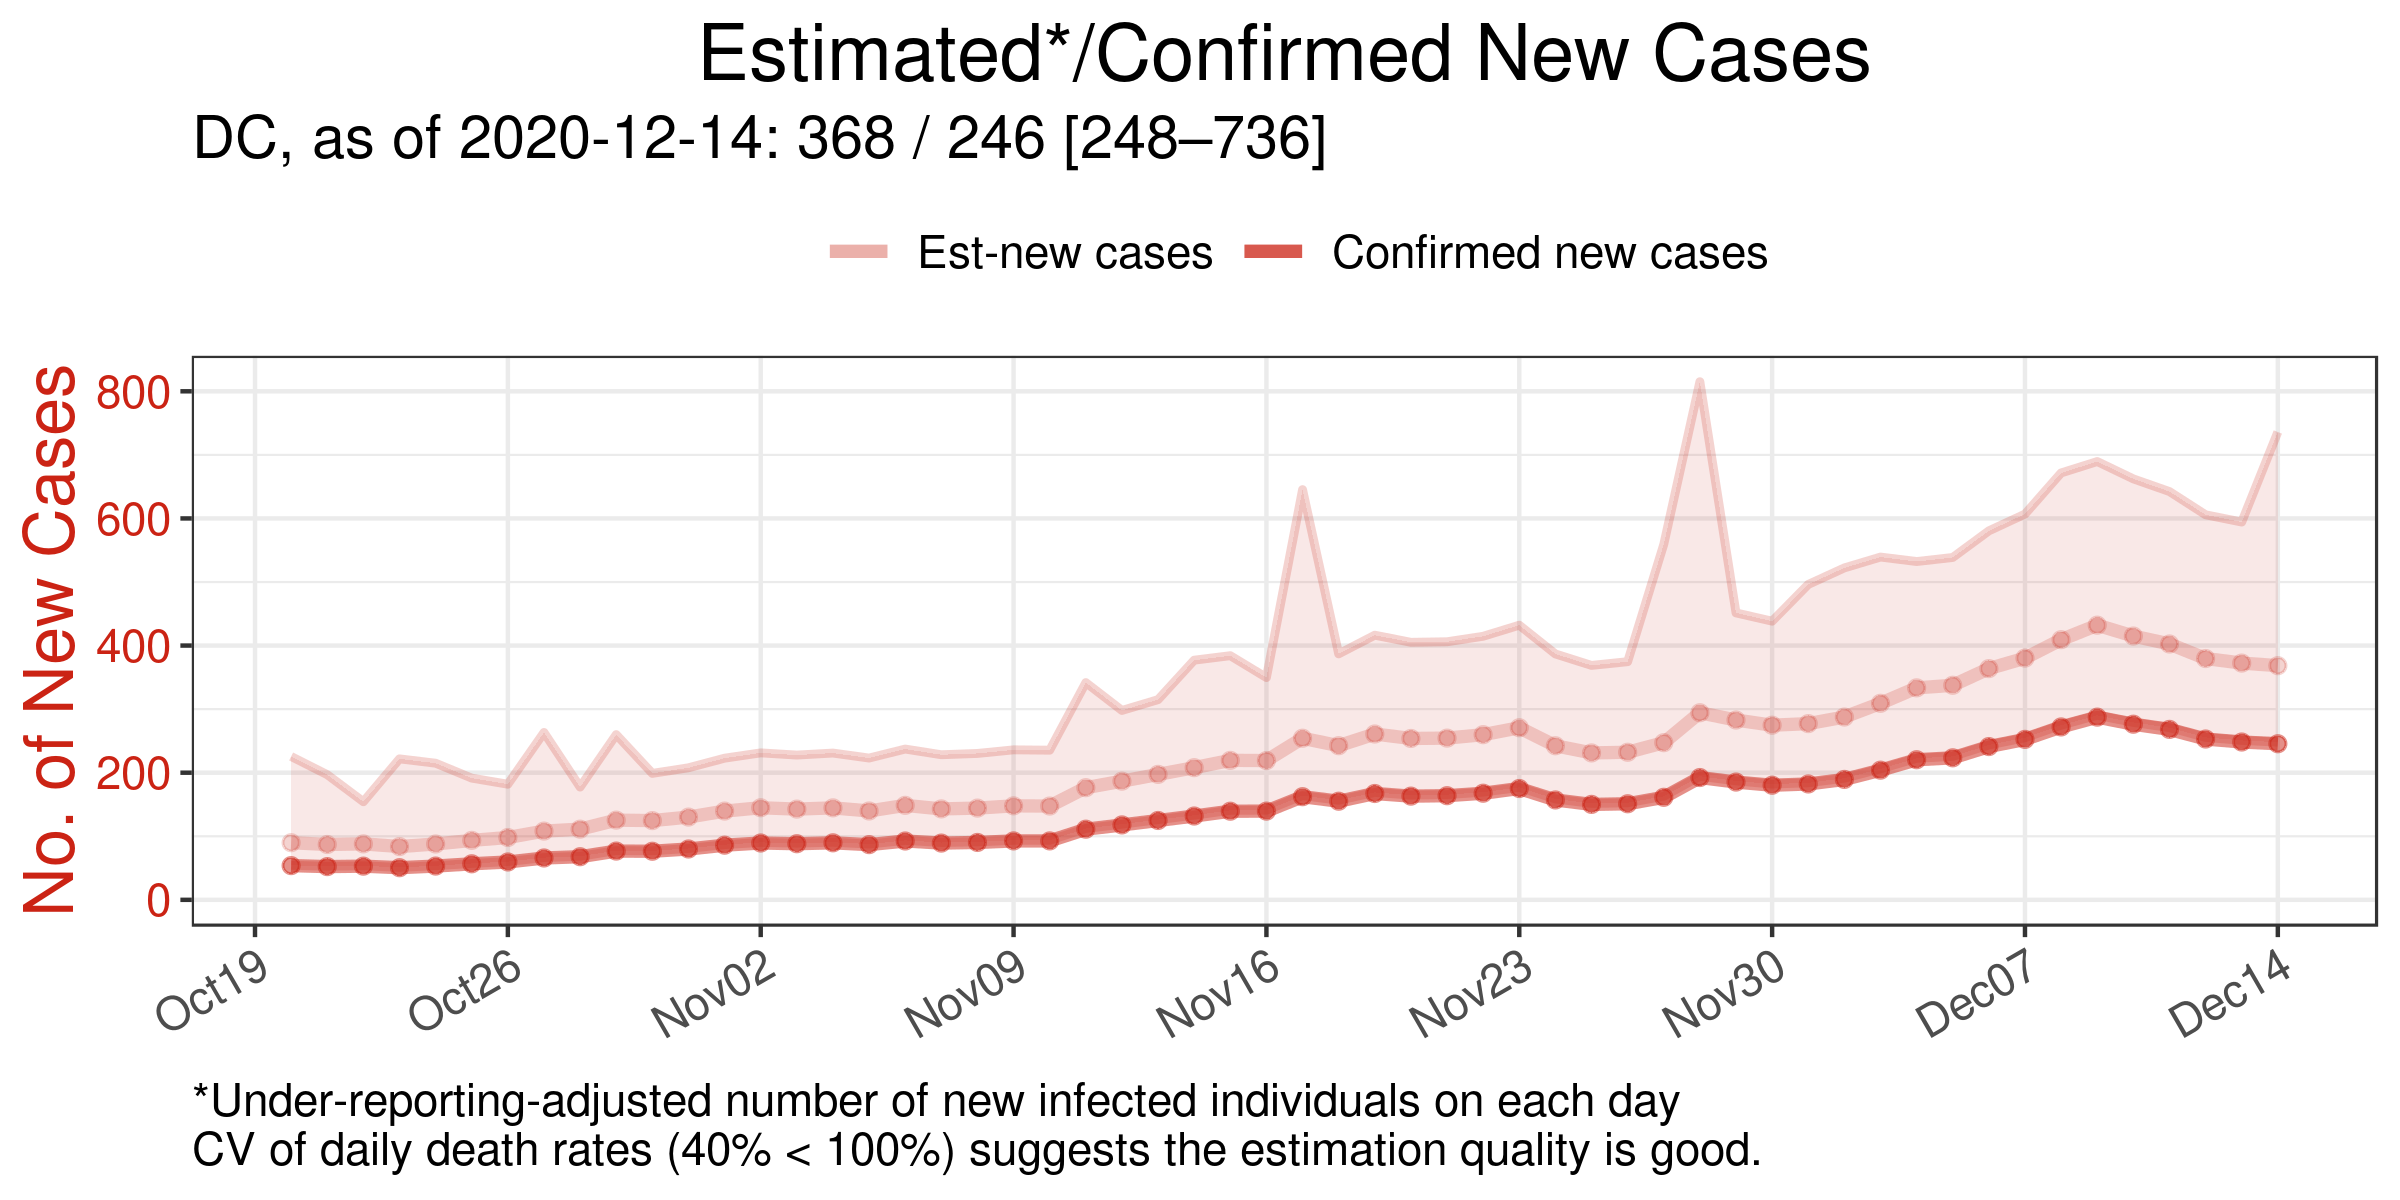 Estimated*/Confirmed New Cases
DC, as of 2020-12-14: 368 / 246 [248–736]
Est-new cases
Confirmed new cases
No. of New Cases
800
600
400
200
0
Oct19
Oct26
Nov02
Nov09
Nov16
Nov23
Nov30
Dec07
Dec14
*Under-reporting-adjusted number of new infected individuals on each day
CV of daily death rates (40% < 100%) suggests the estimation quality is good.